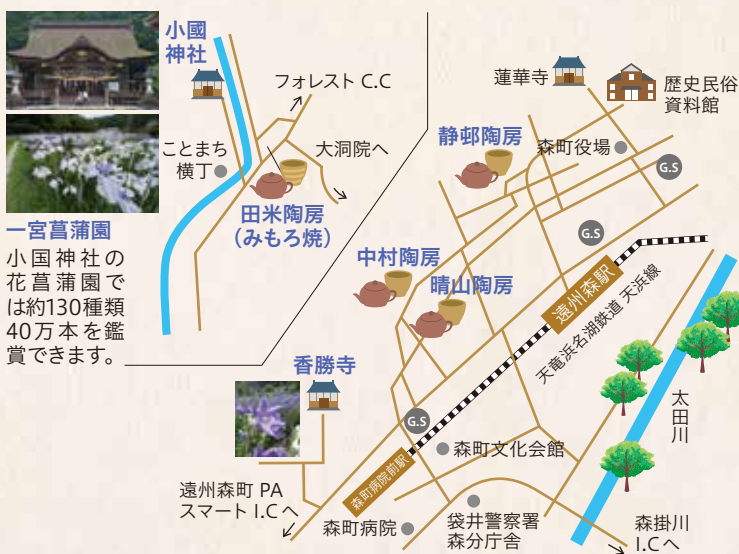 小國
神社
フォレスト C.C
ことまち
横丁
大洞院へ
田米陶房
（みもろ焼）
一宮菖蒲園
小国神社の
花菖蒲園で
は約130種類
40万本を鑑
賞できます。
蓮華寺
歴史民俗
資料館
静邨陶房
森町役場
G.S
G.S
中村陶房
晴山陶房
遠州森駅
天竜浜名湖鉄道 天浜線
香勝寺
G.S
太田川
森町文化会館
森町病院前駅
遠州森町 PA
スマート I.Cへ
森町病院
袋井警察署
森分庁舎
森掛川
I.Cへ